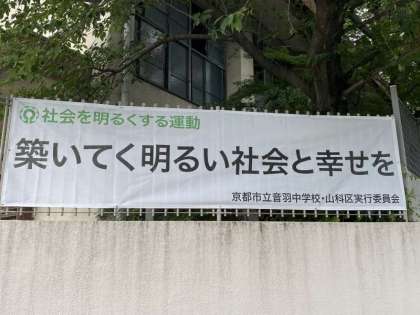 社会を明るくする運動
築いてく明るい社会と幸せを
京都市立音羽中学校・山科区実行委員会